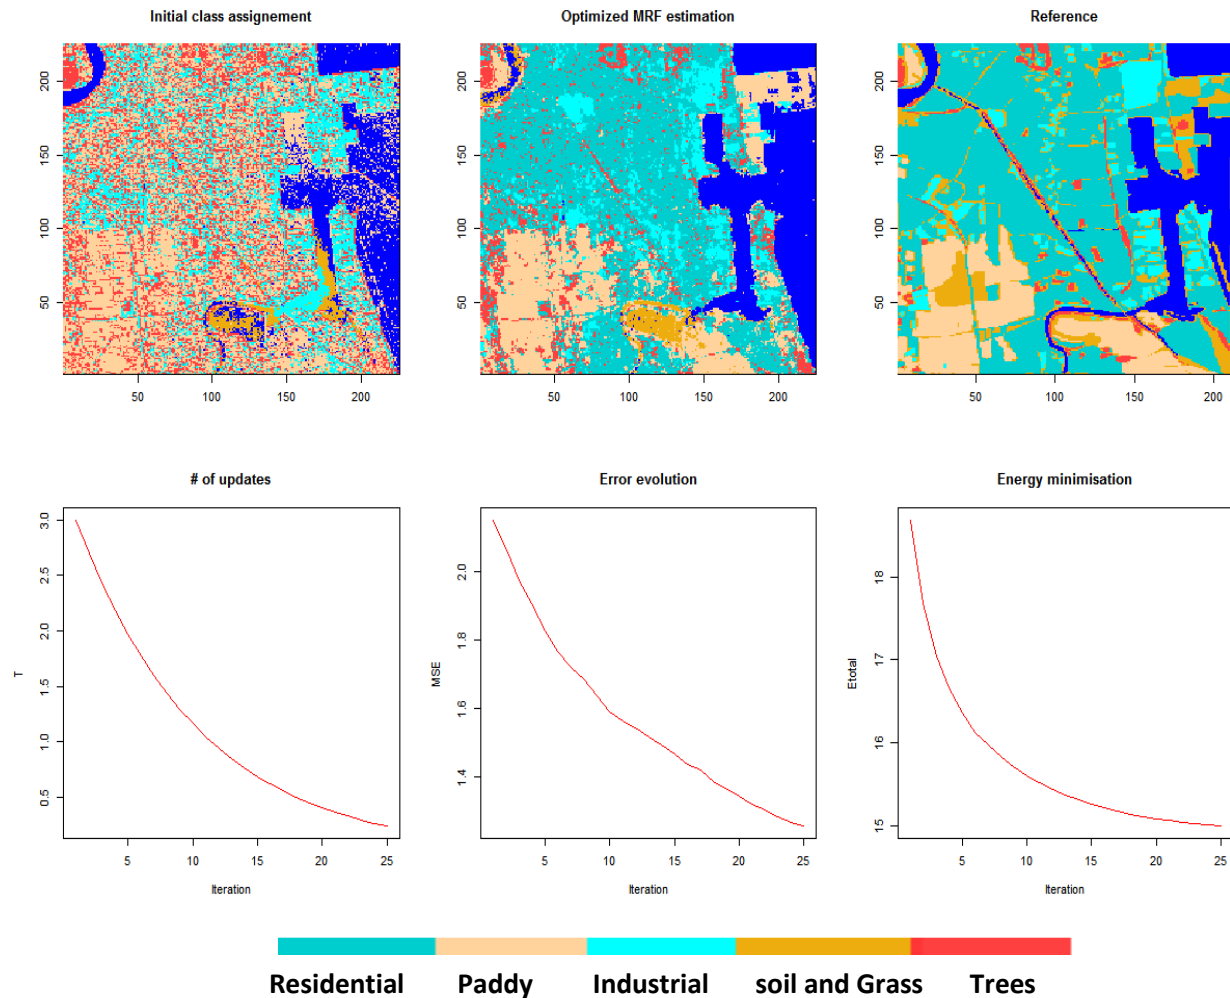 Initial class assignement
Optimized MRF estimation
Reference
200
150
100
50
50 100 150 200
200
150
100
50
50 100 150 200
200
150
100
50
50 100 150 200
# of updates
Error evolution
Energy minimisation
T
3.0
2.5
2.0
1.5
1.0
0.5
5 10 15 20 25
Iteration
MSE
2.0
1.8
1.6
1.4
5 10 15 20 25
Iteration
Etotal
18
17
16
15
5 10 15 20 25
Iteration
Residential Paddy Industrial soil and Grass Trees